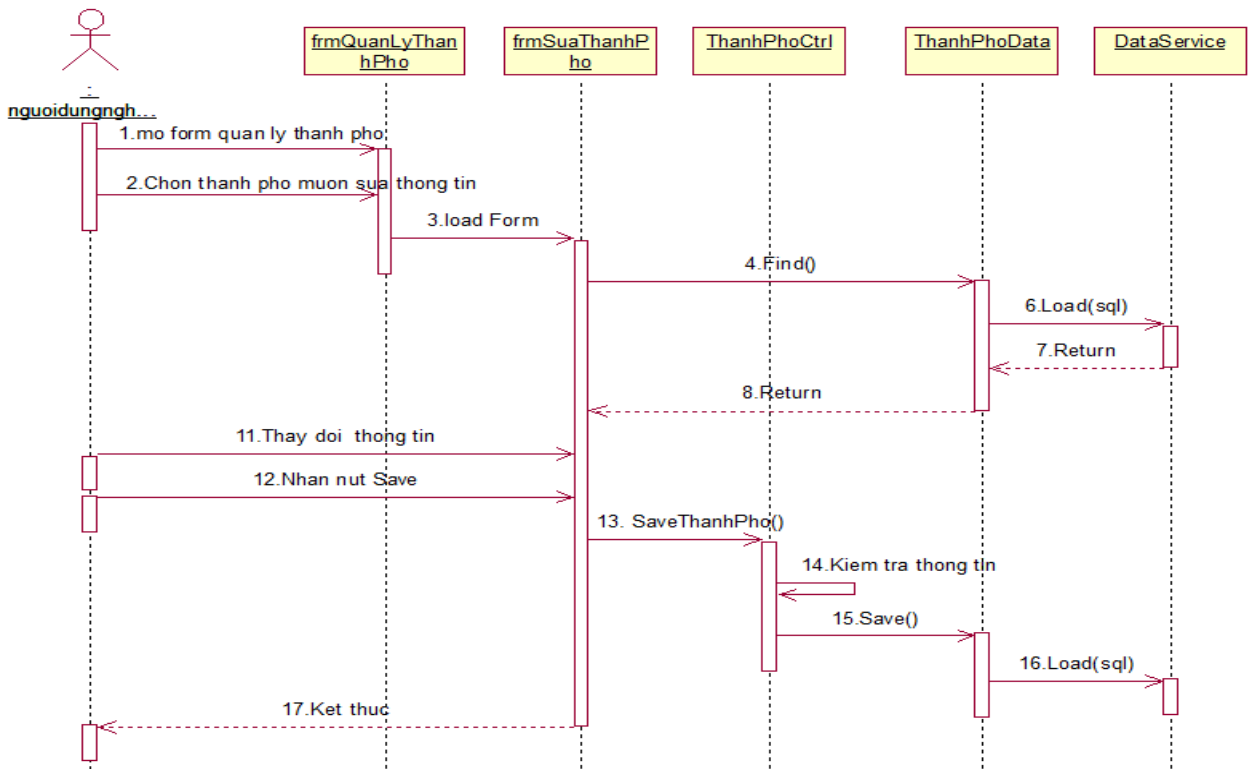 frmQuanLyThan
hPho
frmSuaThanhP
ho
ThanhPhoCtrl
ThanhPhoData
DataService
:
nguoidungngh...
1.mo form quan ly thanh pho
2.Chon thanh pho muon sua thong tin
3.load Form
4.Find()
6.Load(sql)
7.Return
8.Return
11.Thay doi thong tin
12.Nhan nut Save
13. SaveThanhPho()
14.Kiem tra thong tin
15.Save()
16.Load(sql)
17.Ket thuc